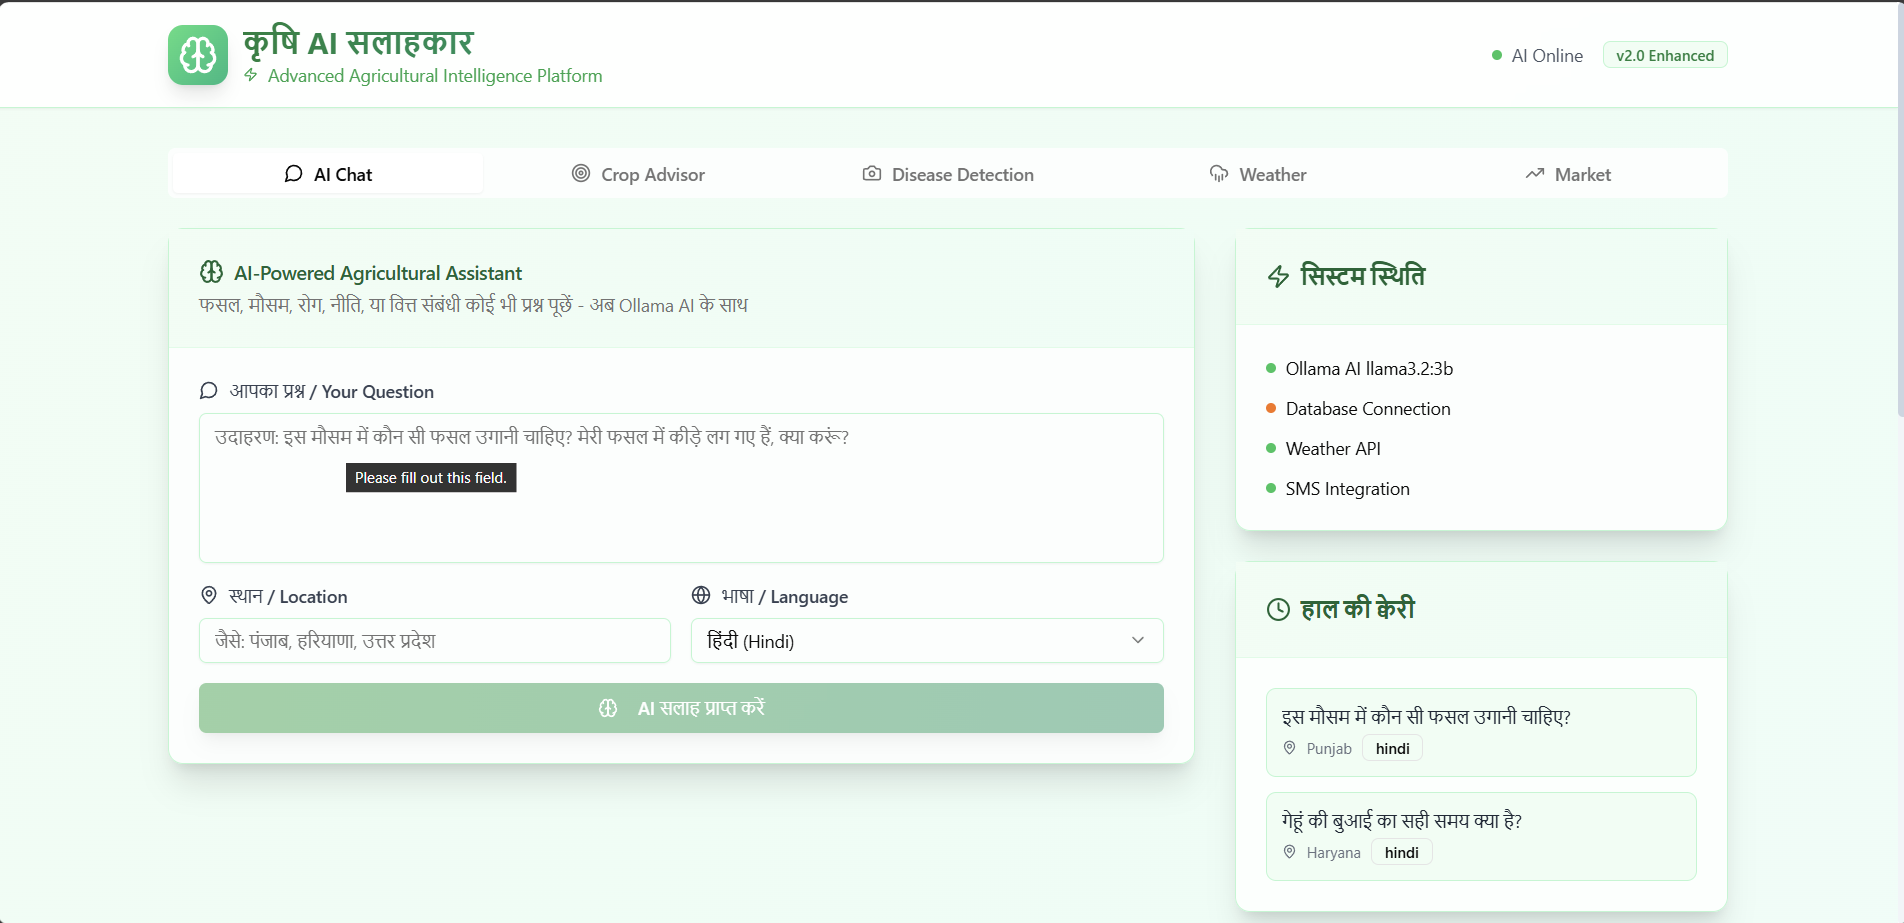 कृषि AI सलाहकार
Advanced Agricultural Intelligence Platform
AI Online
v2.0 Enhanced
AI Chat
Crop Advisor
Disease Detection
Weather
Market
AI-Powered Agricultural Assistant
फसल, मौसम, रोग, नीति, या वित्त संबंधी कोई भी प्रश्न पूछें - अब Ollama AI के साथ
आपका प्रश्न / Your Question
उदाहरण: इस मौसम में कौन सी फसल उगानी चाहिए? मेरी फसल में कीड़े लग गए हैं, क्या करूं?
Please fill out this field.
स्थान / Location
भाषा / Language
जैसे: पंजाब, हरियाणा, उत्तर प्रदेश
हिंदी (Hindi)
AI सलाह प्राप्त करें
सिस्टम स्थिति
Ollama AI llama3.2:3b
Database Connection
Weather API
SMS Integration
हाल की क्वेरी
इस मौसम में कौन सी फसल उगानी चाहिए?
Punjab hindi
गेहूं की बुआई का सही समय क्या है?
Haryana hindi